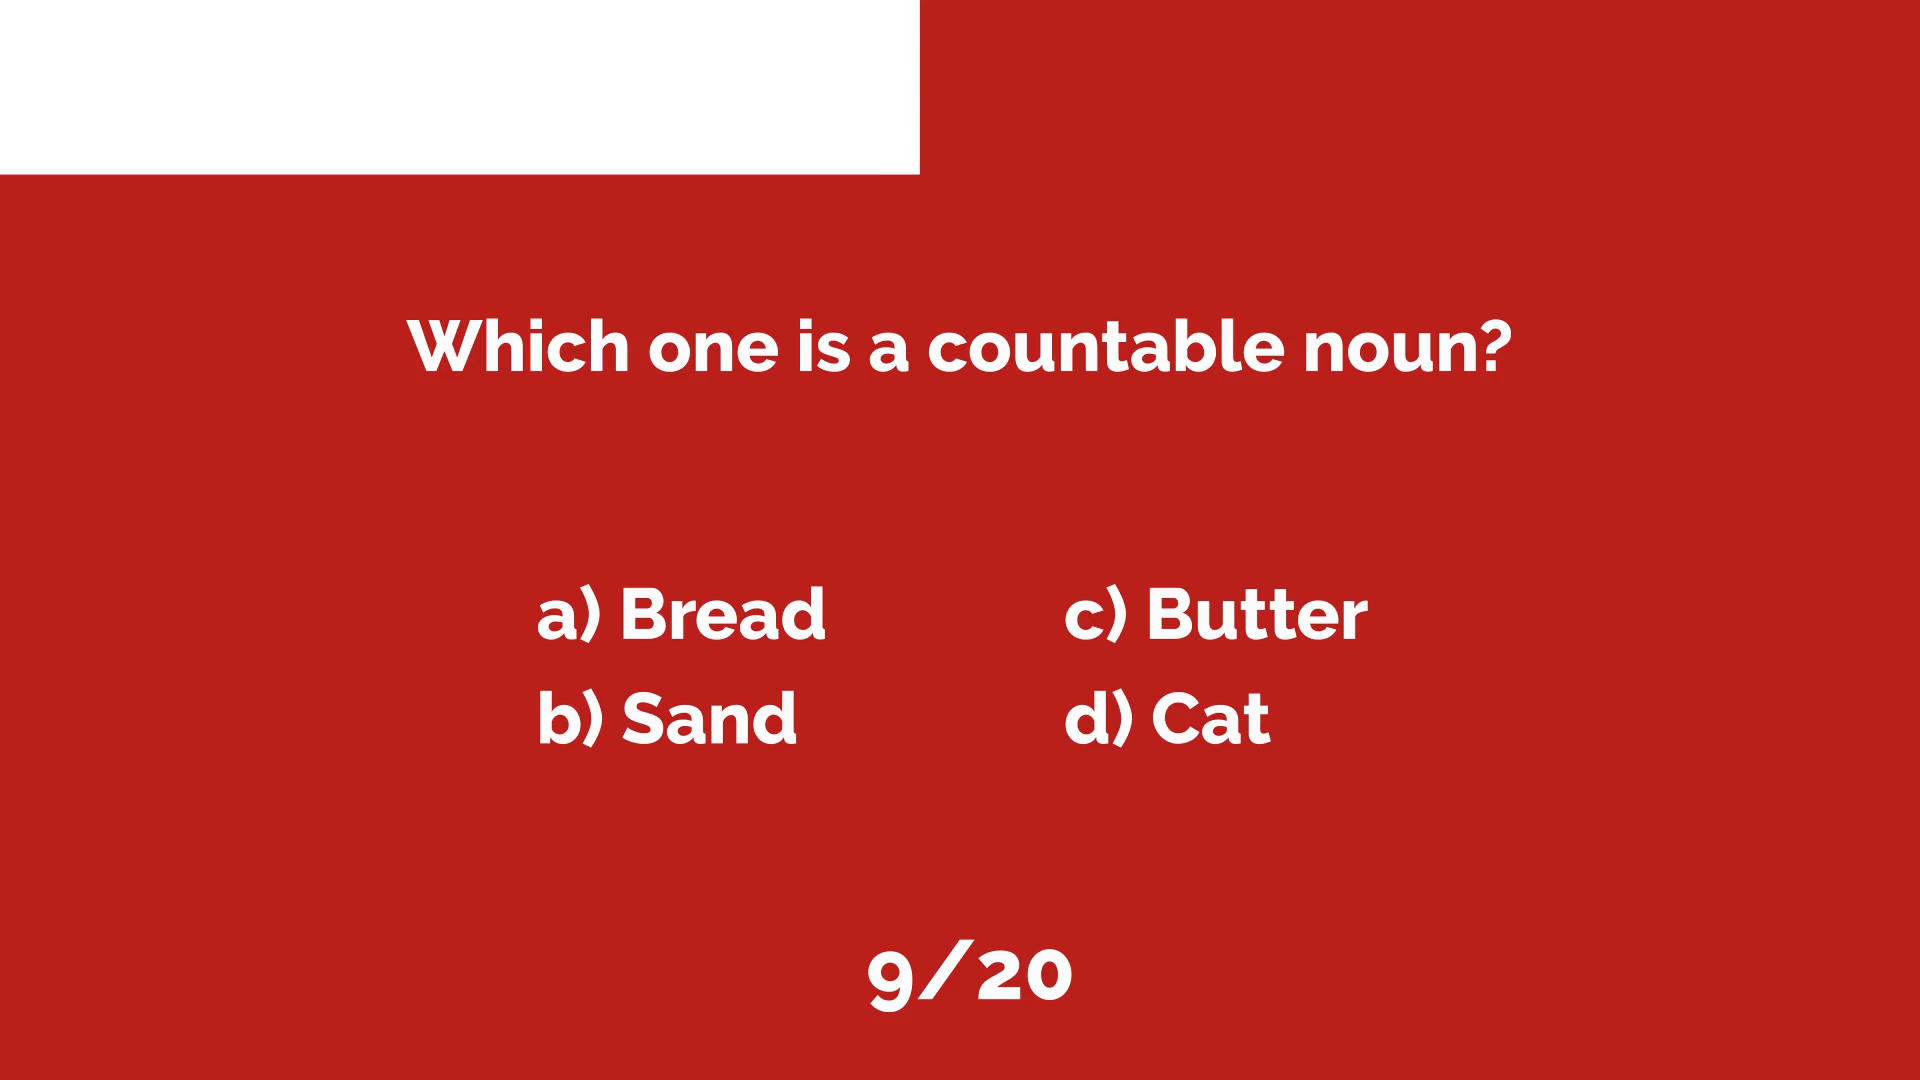 Which one is a countable noun?
a) Bread
b) Sand
c) Butter
d) Cat
9/20